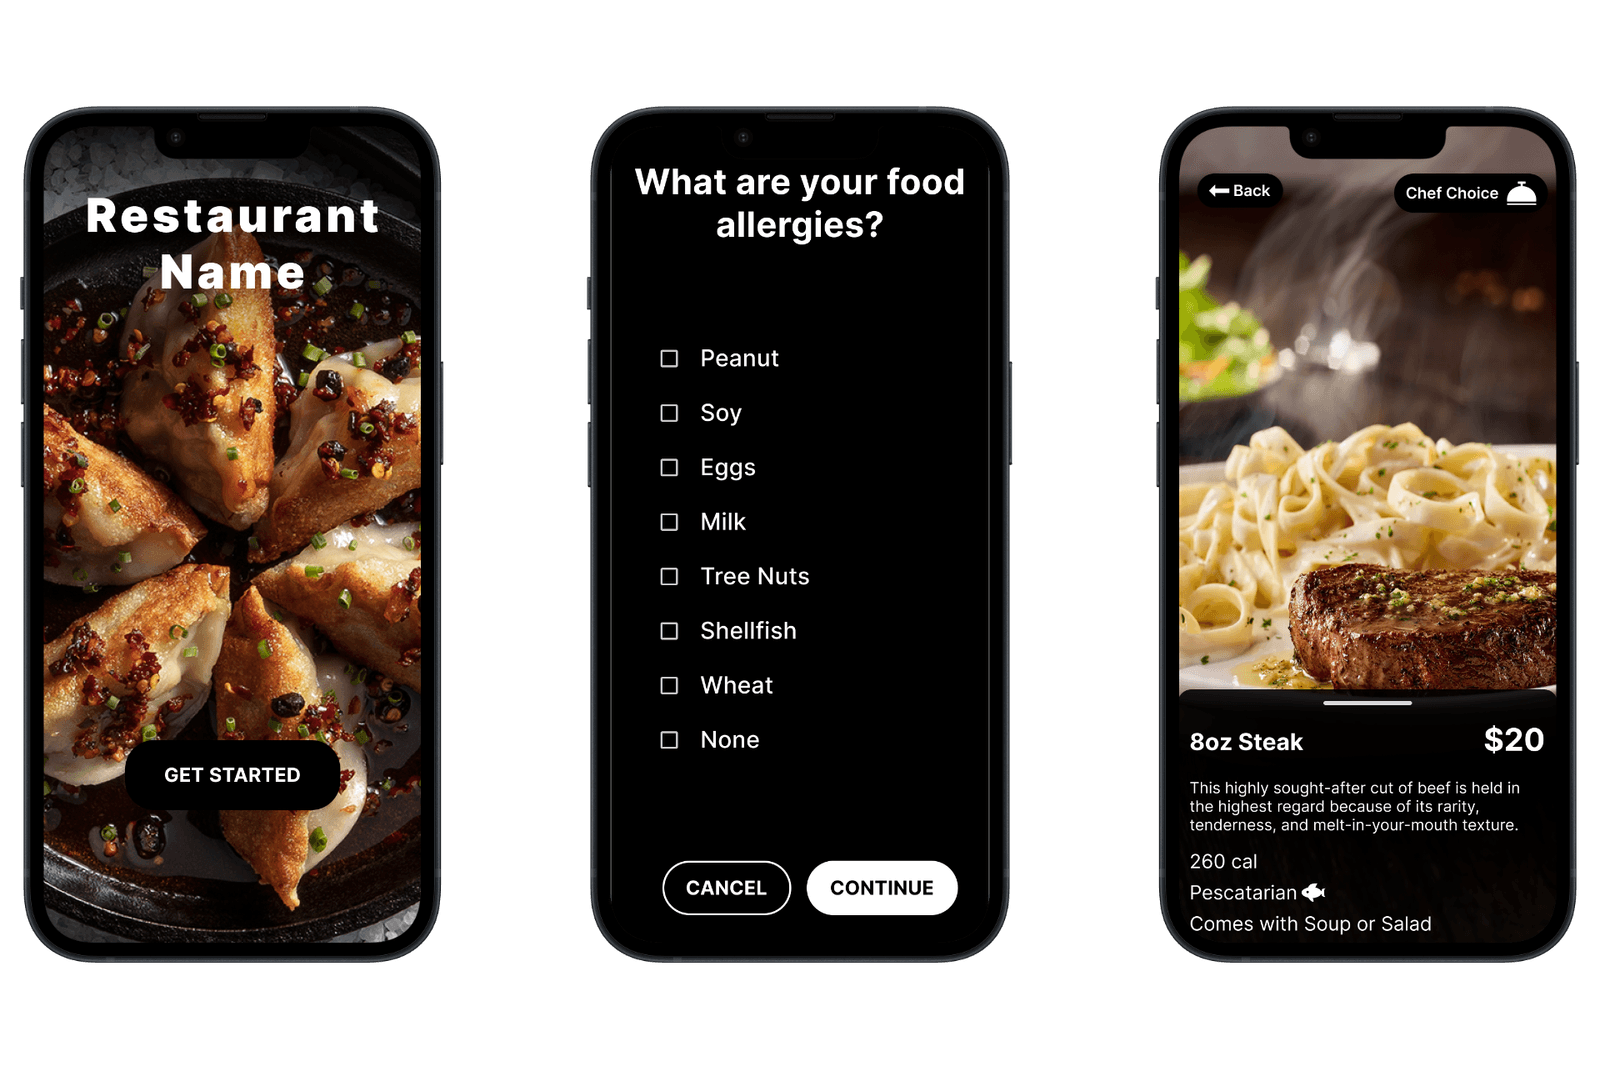 Restaurant
Name
GET STARTED
What are your food
allergies?
Peanut
Soy
Eggs
Milk
Tree Nuts
Shellfish
Wheat
None
CANCEL
CONTINUE
Back
Chef Choice
8oz Steak
$20
This highly sought-after cut of beef is held in
the highest regard because of its rarity,
tenderness, and melt-in-your-mouth texture.
260 cal
Pescatarian
Comes with Soup or Salad